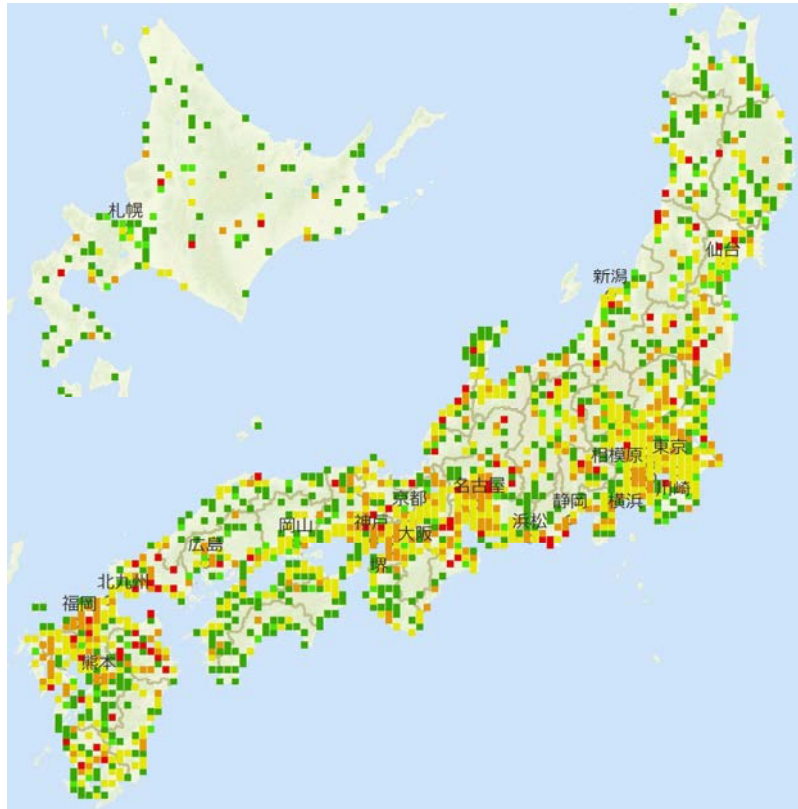 札幌
仙台
新潟
東京
相模原
川崎
横浜
静岡
浜松
名古屋
京都
大阪
神戸
堺
岡山
広島
北九州
福岡
熊本